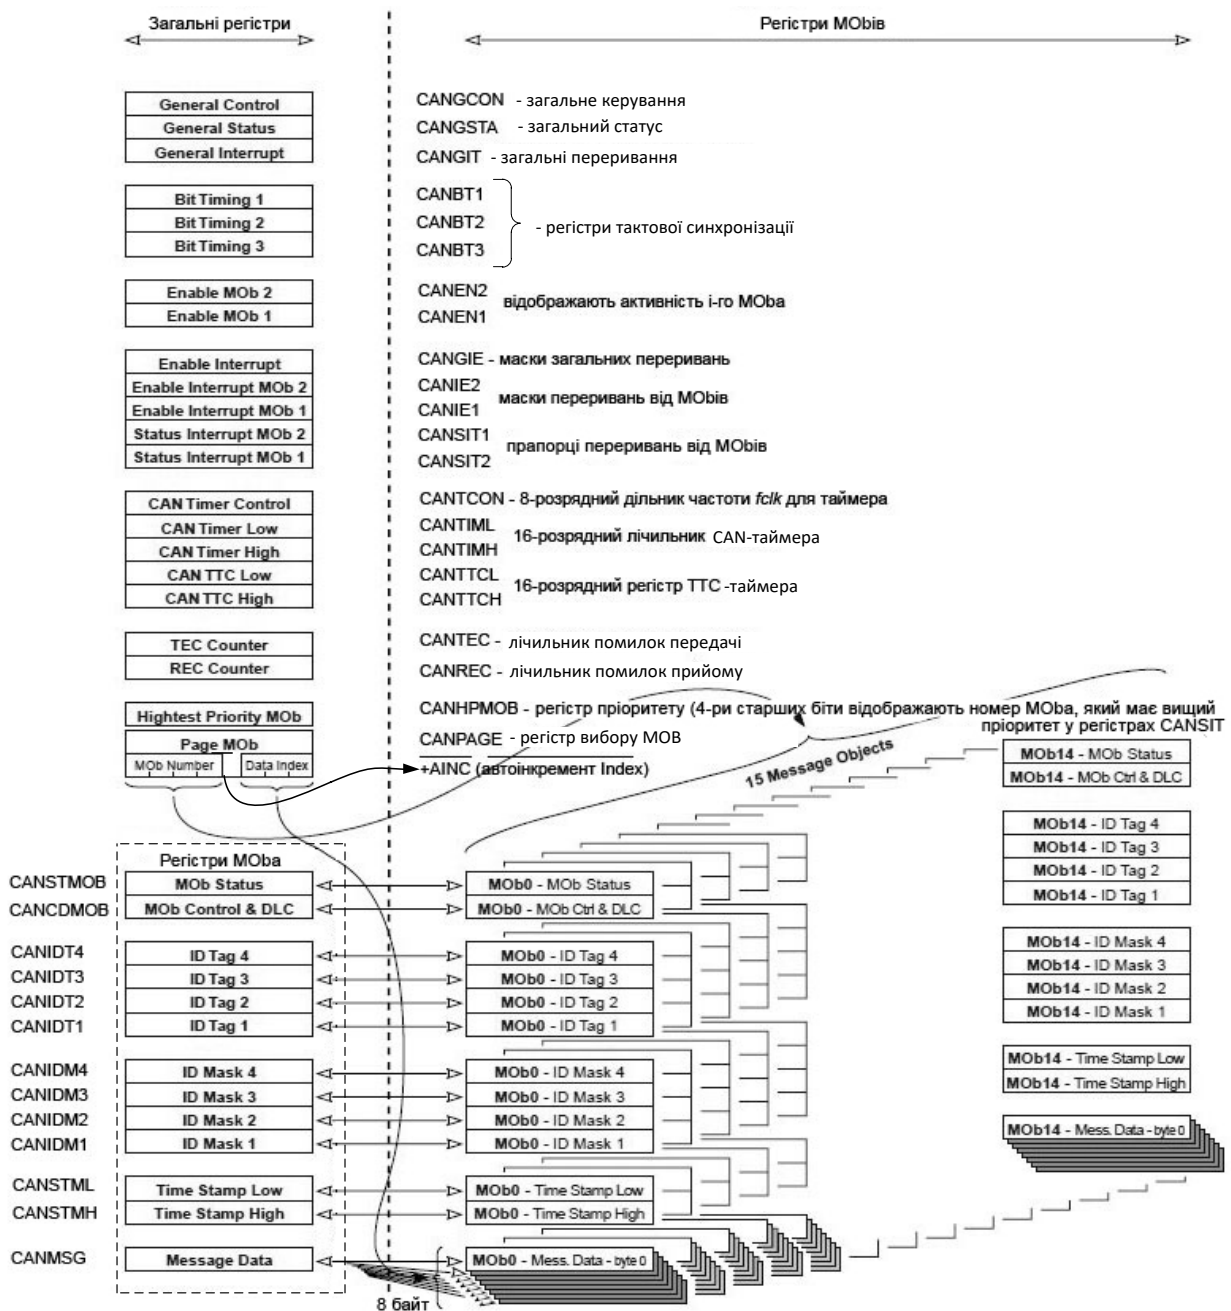 Загальні регістри
Регістри MObів
General Control
CANGCON - загальне керування
General Status
CANGSTA - загальний статус
General Interrupt
CANGIT - загальні переривання
Bit Timing 1
CANBT1
Bit Timing 2
CANBT2
- регістри тактової синхронізації
Bit Timing 3
CANBT3
Enable MOb 2
CANEN2
Enable MOb 1
CANEN1
відображають активність і-го MOba
Enable Interrupt
CANGIE - маски загальних переривань
Enable Interrupt MOb 2
CANIE2
Enable Interrupt MOb 1
CANIE1
маски переривань від MObів
Status Interrupt MOb 2
CANSIT1
Status Interrupt MOb 1
CANSIT2
прапорці переривань від MObів
CAN Timer Control
CANTCON - 8-розрядний дільник частоти fclk для таймера
CAN Timer Low
CANTIML
CAN Timer High
CANTIMH
16-розрядний лічильник CAN-таймера
CAN TTC Low
CANTTCL
CAN TTC High
CANTTCH
16-розрядний регістр TTC -таймера
TEC Counter
CANTEC - лічильник помилок передачі
REC Counter
CANREC - лічильник помилок прийому
Hightest Priority MOb
CANHPMOB - регістр пріоритету (4-ри старших біти відображають номер MOba, який має вищий
пріоритет у регістрах CANSIT
Page MOb
CANPAGE - регістр вибору MOB
MOb Number
Data Index
+AINC (автоінкремент Index)
15 Message Objects
MOb14 - MOb Status
MOb14 - MOb Ctrl & DLC
MOb14 - ID Tag 4
MOb14 - ID Tag 3
MOb14 - ID Tag 2
MOb14 - ID Tag 1
MOb14 - ID Mask 4
MOb14 - ID Mask 3
MOb14 - ID Mask 2
MOb14 - ID Mask 1
MOb14 - Time Stamp Low
MOb14 - Time Stamp High
MOb14 - Mess. Data - byte 0
Регістри MOba
CANSTMOB
MOb Status
MOb0 - MOb Status
CANCDMOB
MOb Control & DLC
MOb0 - MOb Ctrl & DLC
CANIDT4
ID Tag 4
MOb0 - ID Tag 4
CANIDT3
ID Tag 3
MOb0 - ID Tag 3
CANIDT2
ID Tag 2
MOb0 - ID Tag 2
CANIDT1
ID Tag 1
MOb0 - ID Tag 1
CANIDM4
ID Mask 4
MOb0 - ID Mask 4
CANIDM3
ID Mask 3
MOb0 - ID Mask 3
CANIDM2
ID Mask 2
MOb0 - ID Mask 2
CANIDM1
ID Mask 1
MOb0 - ID Mask 1
CANSTML
Time Stamp Low
MOb0 - Time Stamp Low
CANSTMH
Time Stamp High
MOb0 - Time Stamp High
CANMSG
Message Data
MOb0 - Mess. Data - byte 0
8 байт